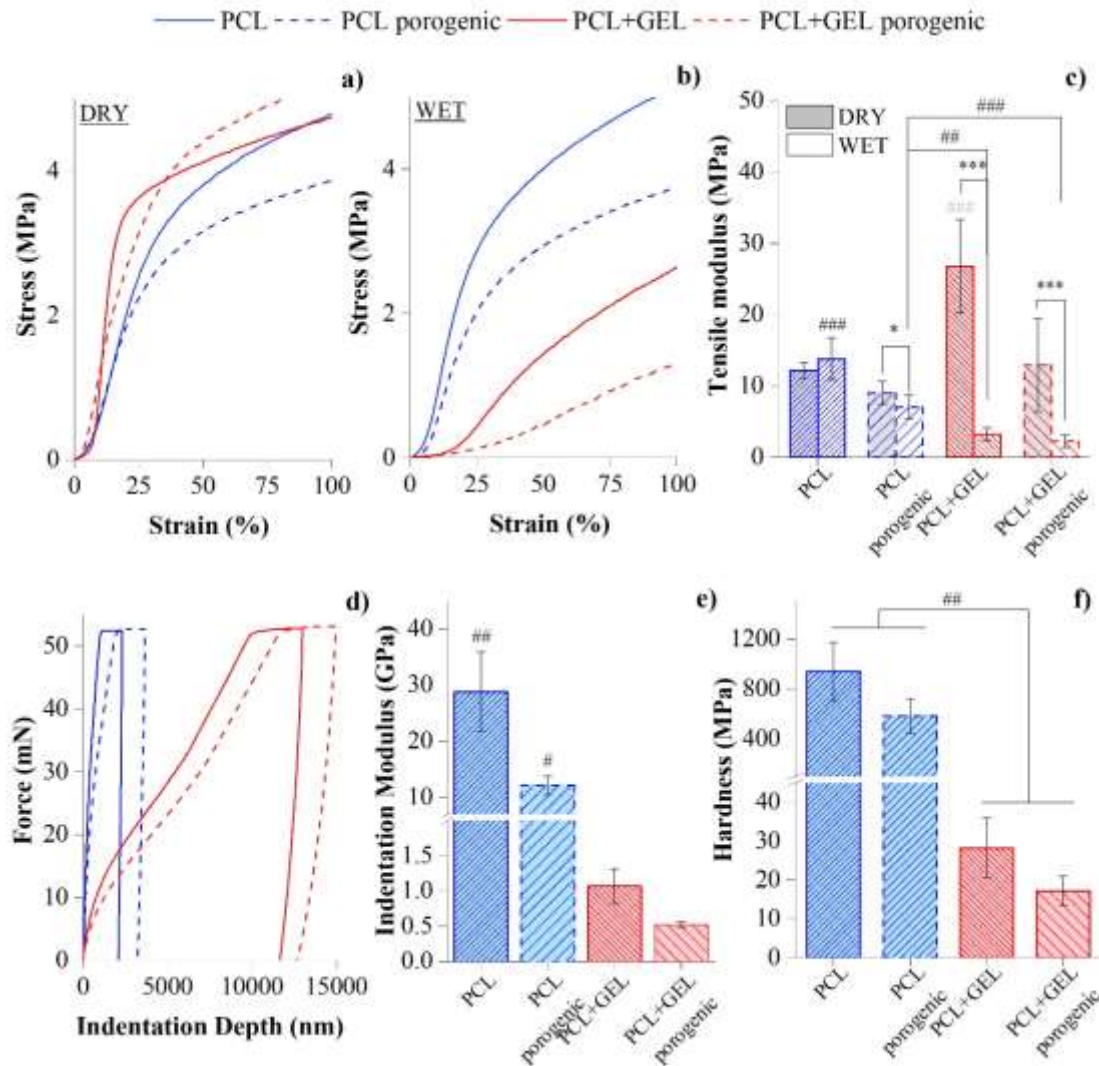 PCL PCL porogenic PCL+GEL PCL+GEL porogenic
a)
DRY
Stress (MPa)
4
2
0
0 25 50 75 100
Strain (%)
b)
WET
Stress (MPa)
4
2
0
0 25 50 75 100
Strain (%)
c)
DRY
WET
Tensile modulus (MPa)
50
40
30
20
10
0
###
##
***
###
***
###
*
PCL
PCL
porogenic
PCL+GEL
PCL+GEL
porogenic
d)
Force (mN)
50
40
30
20
10
0
0 5000 10000 15000
Indentation Depth (nm)
e)
Indentation Modulus (GPa)
40
30
20
10
1.5
1.0
0.5
0.0
##
#
PCL
PCL
porogenic
PCL+GEL
PCL+GEL
porogenic
f)
Hardness (MPa)
1200
800
400
40
30
20
10
0
##
PCL
PCL
porogenic
PCL+GEL
PCL+GEL
porogenic